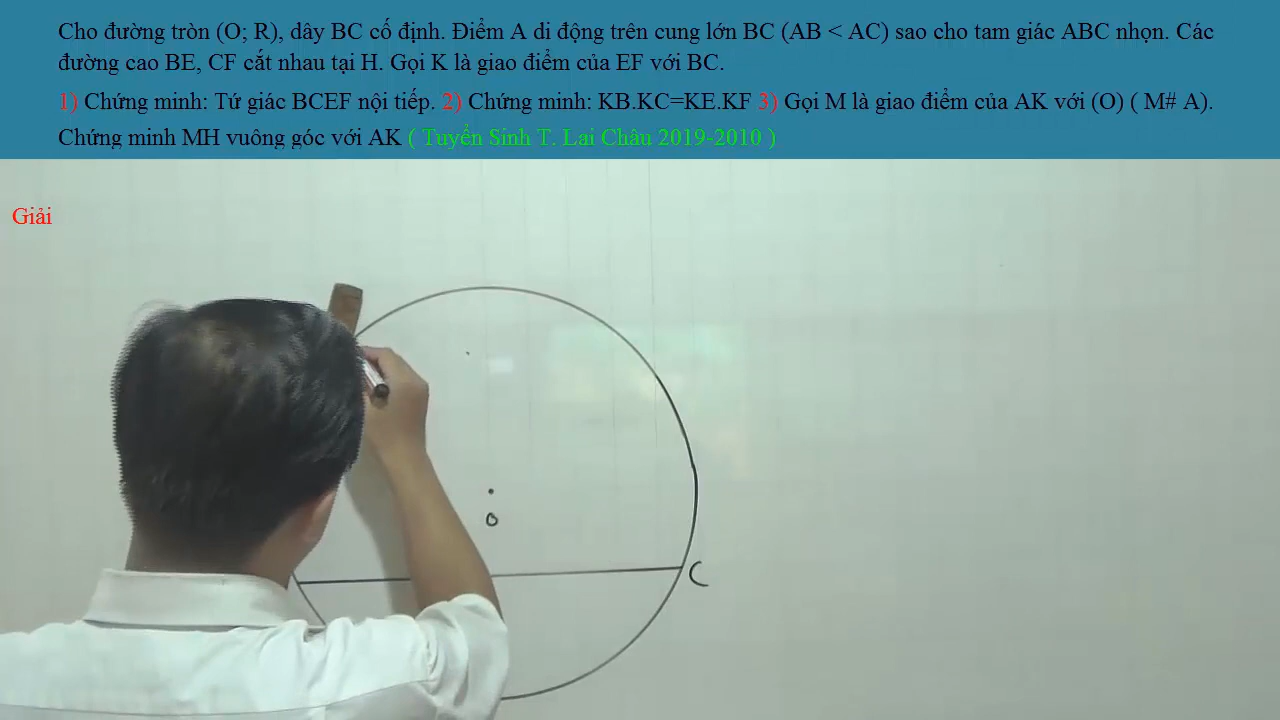 Cho đường tròn (O; R), dây BC cố định. Điểm A di động trên cung lớn BC (AB < AC) sao cho tam giác ABC nhọn. Các
đường cao BE, CF cắt nhau tại H. Gọi K là giao điểm của EF với BC.
1) Chứng minh: Tứ giác BCEF nội tiếp. 2) Chứng minh: KB.KC=KE.KF 3) Gọi M là giao điểm của AK với (O) ( M# A).
Chứng minh MH vuông góc với AK ( Tuyển Sinh T. Lai Châu 2019-2010 )
Giải
O
C